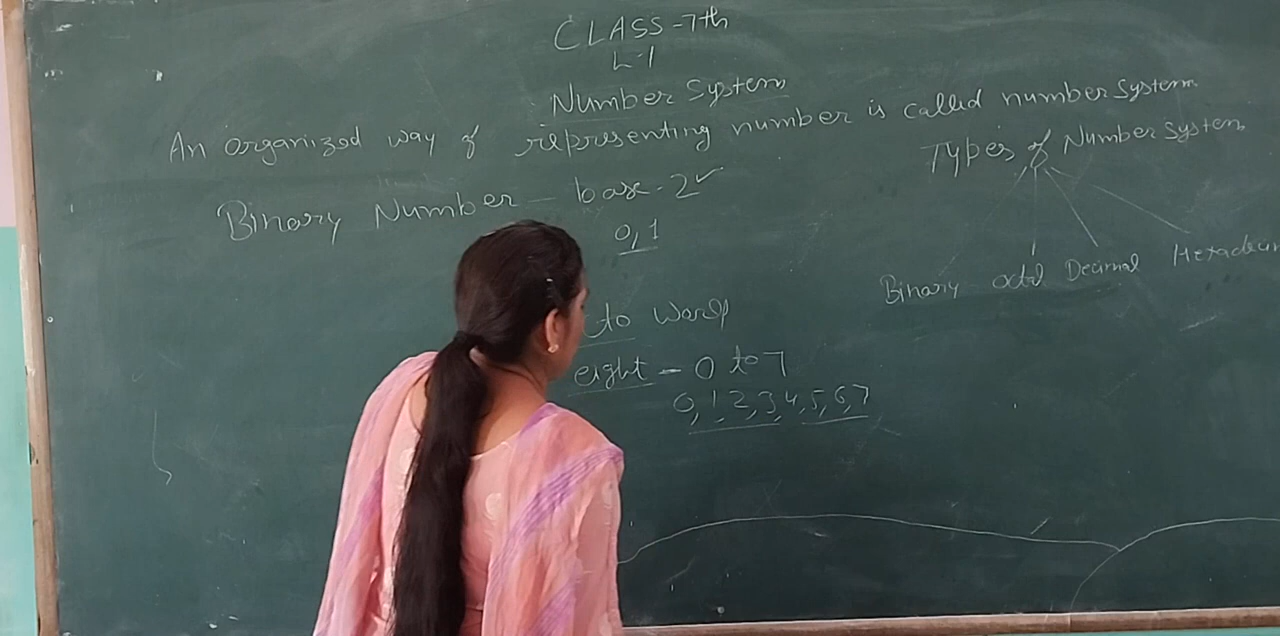 CLASS-7th
L-1
Number System
An organized way of representing number is called number system
Types of Number System
Binary Number - base-2✓
0, 1
Binary octal Decimal
to
eight - 0 to 7
0, 1, 2, 3, 4, 5, 6, 7